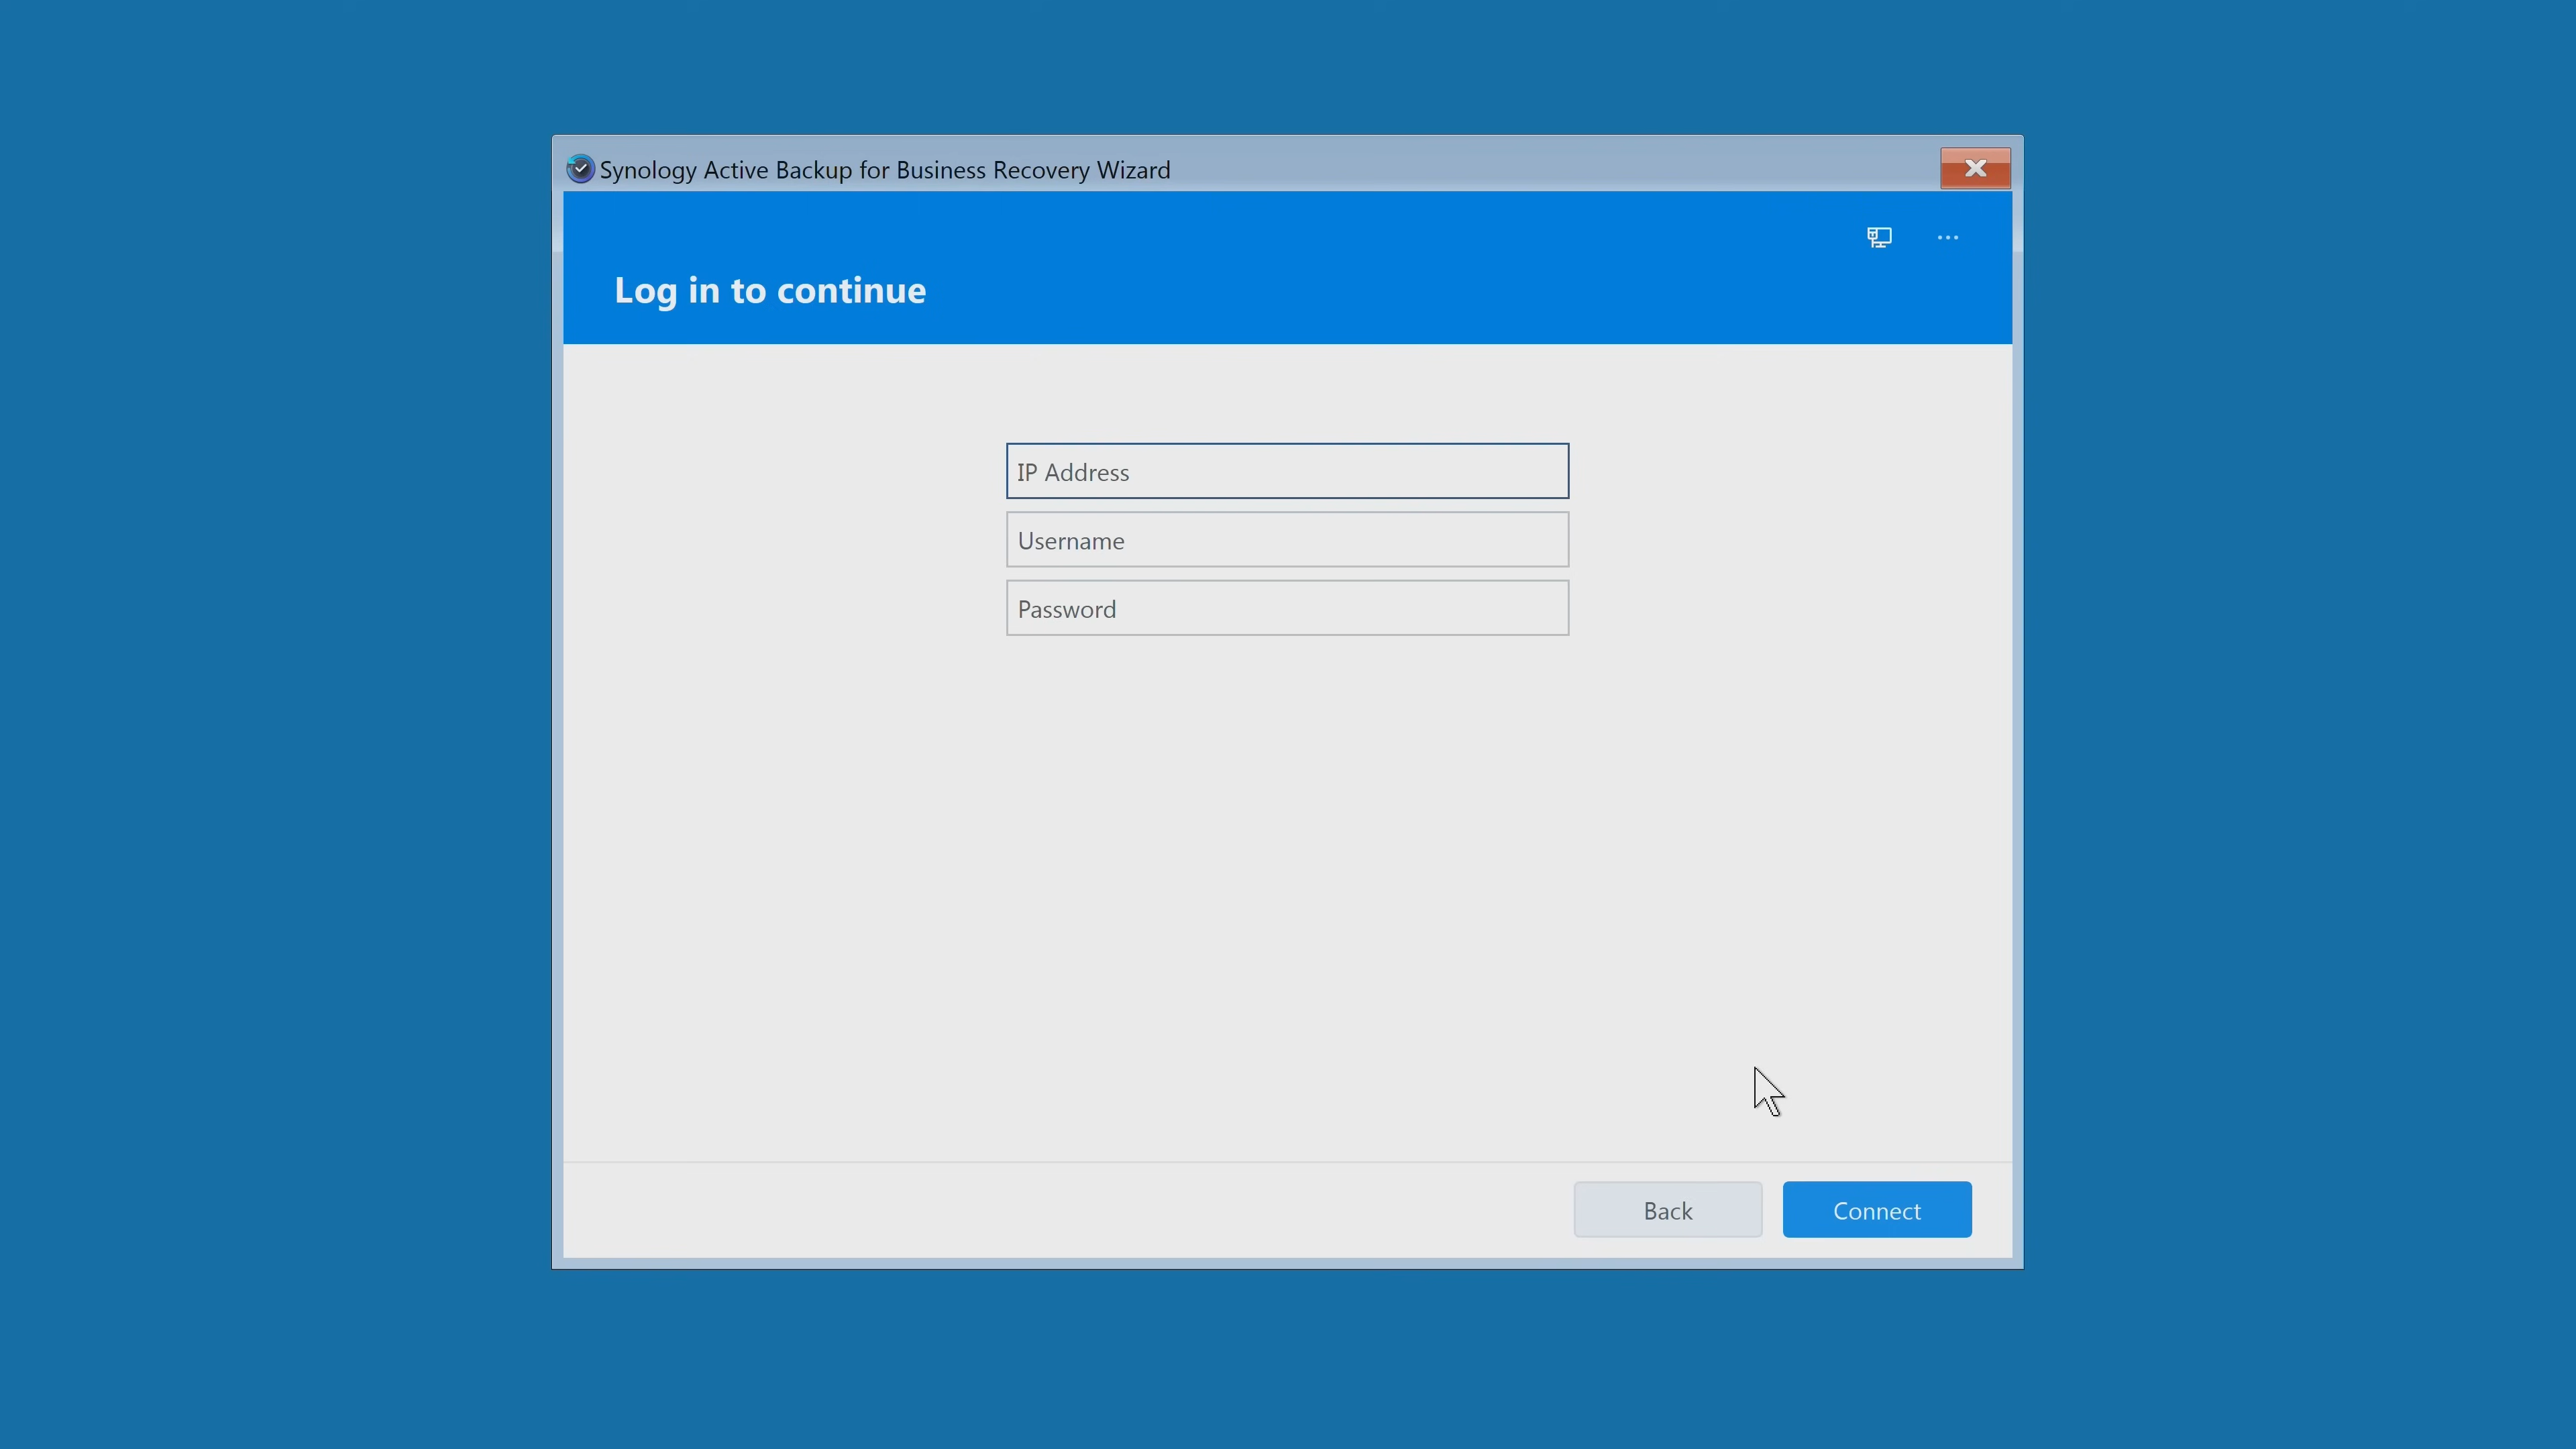 Synology Active Backup for Business Recovery Wizard
Log in to continue
IP Address
Username
Password
Back
Connect